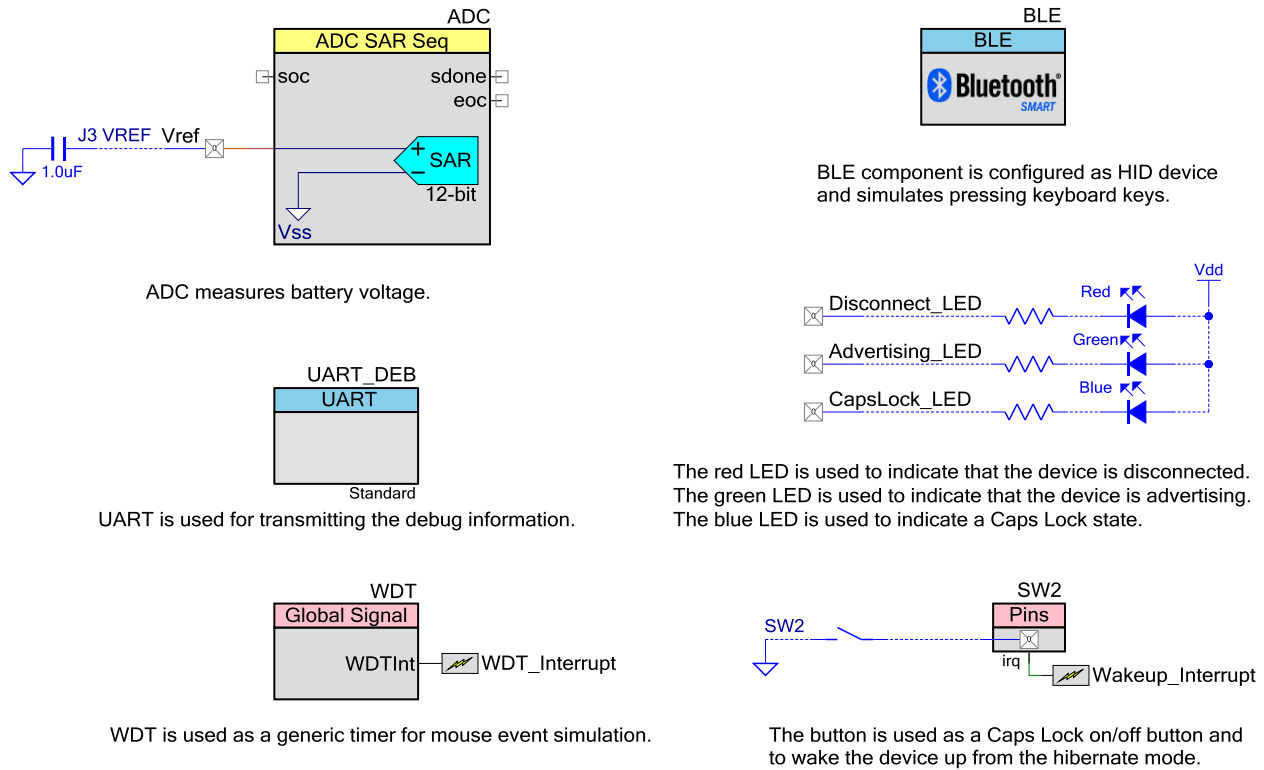 ADC
ADC SAR Seq
soc
sdone
eoc
J3 VREF
Vref
1.0uF
+
SAR
−
12-bit
Vss
ADC measures battery voltage.
BLE
BLE
Bluetooth®
SMART
BLE component is configured as HID device
and simulates pressing keyboard keys.
Vdd
Disconnect_LED
Red
Advertising_LED
Green
CapsLock_LED
Blue
The red LED is used to indicate that the device is disconnected.
The green LED is used to indicate that the device is advertising.
The blue LED is used to indicate a Caps Lock state.
UART_DEB
UART
Standard
UART is used for transmitting the debug information.
WDT
Global Signal
WDTInt
WDT_Interrupt
WDT is used as a generic timer for mouse event simulation.
SW2
Pins
SW2
irq
Wakeup_Interrupt
The button is used as a Caps Lock on/off button and
to wake the device up from the hibernate mode.